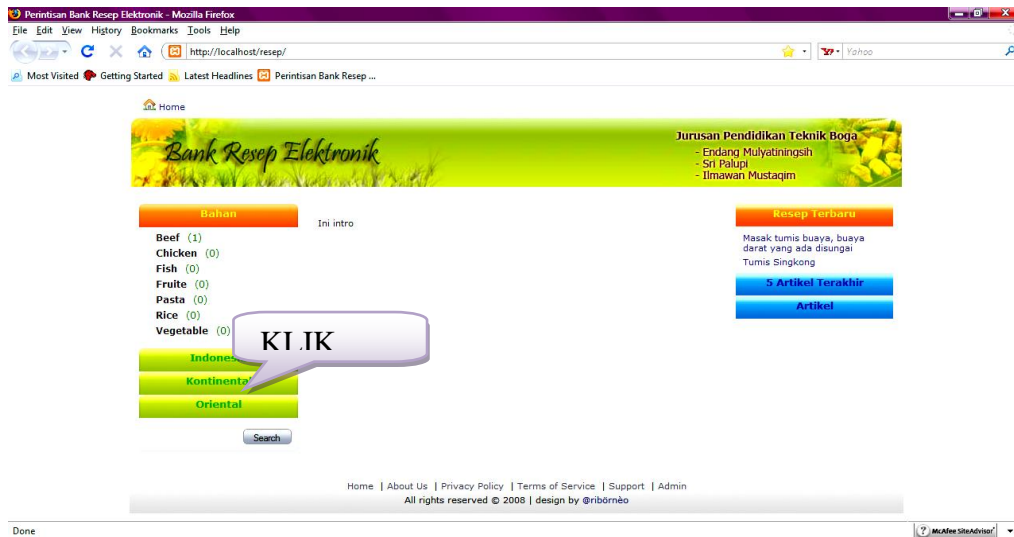 Perintisan Bank Resep Elektronik - Mozilla Firefox
File Edit View History Bookmarks Tools Help
http://localhost/resep/
Yahoo
Most Visited Getting Started Latest Headlines Perintisan Bank Resep ...
Home
Bank Resep Elektronik
Jurusan Pendidikan Teknik Boga
- Endang Mulyatiningsih
- Sri Palupi
- Ilmawan Mustaqim
Bahan
Beef (1)
Chicken (0)
Fish (0)
Fruite (0)
Pasta (0)
Rice (0)
Vegetable (0)
KLIK
Kontinental
Oriental
Search
Ini intro
Resep Terbaru
Masak tumis buaya, buaya
darat yang ada disungai
Tumis Singkong
5 Artikel Terakhir
Artikel
Home | About Us | Privacy Policy | Terms of Service | Support | Admin
All rights reserved © 2008 | design by @ribörnèo
Done
McAfee SiteAdvisor